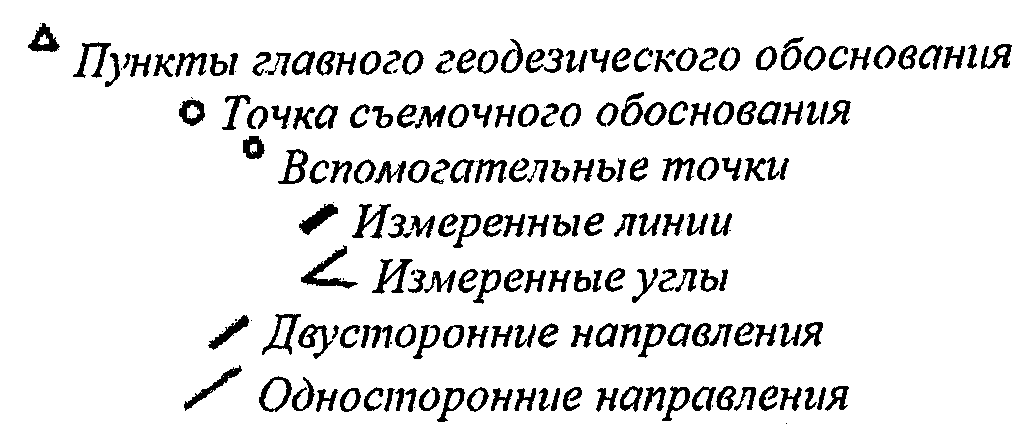 Пункты главного геодезического обоснования
Точка съемочного обоснования
Вспомогательные точки
Измеренные линии
Измеренные углы
Двусторонние направления
Односторонние направления